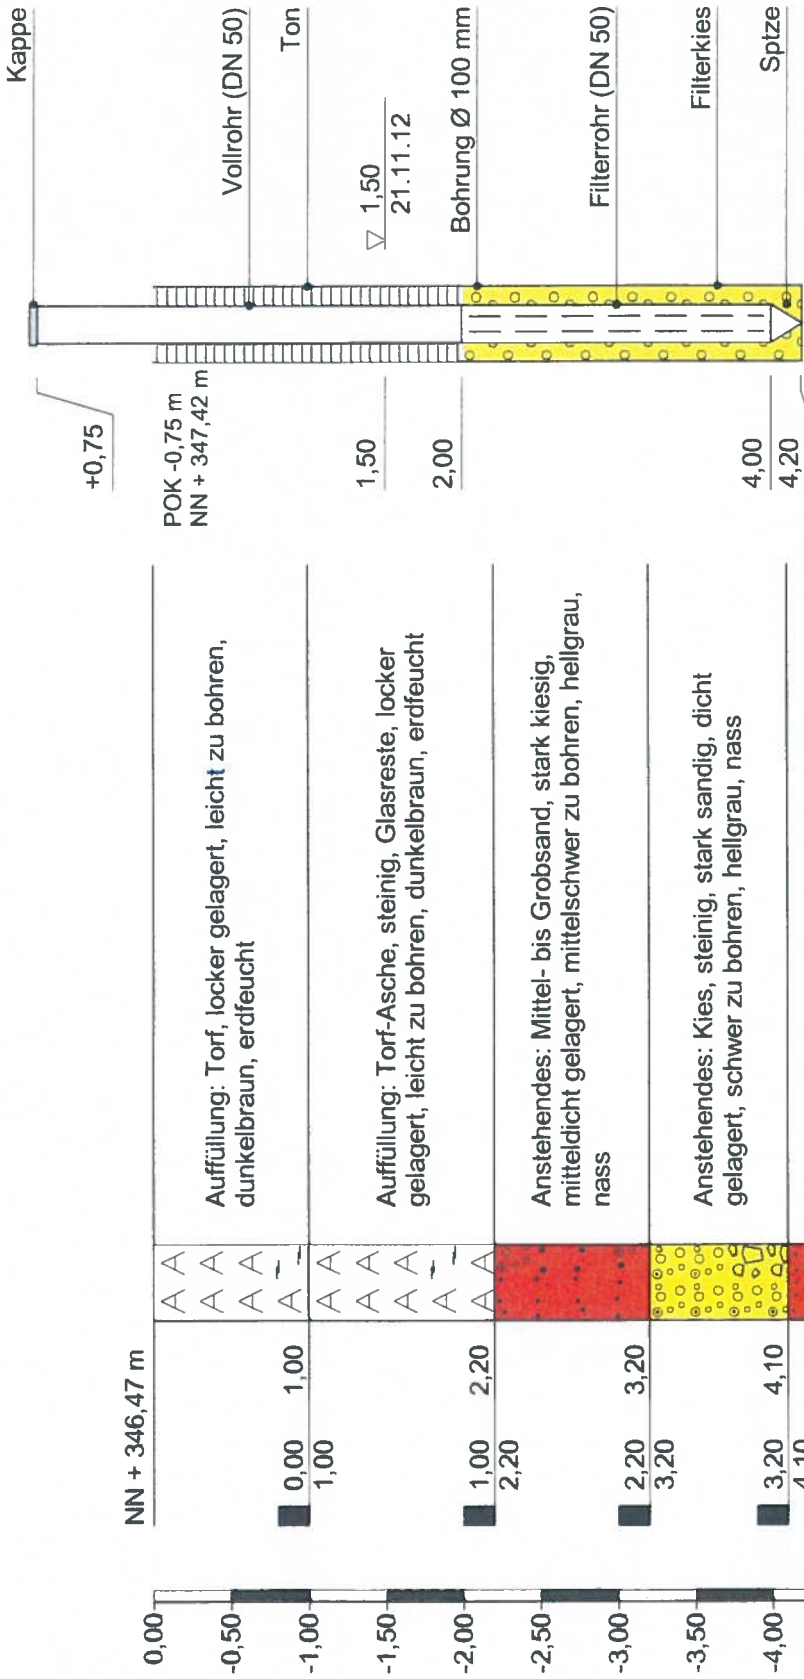 NN + 346,47 m
0,00
-0,50
-1,00
-1,50
-2,00
-2,50
-3,00
-3,50
-4,00
0,00
1,00
1,00
1,00
2,20
2,20
2,20
3,20
3,20
3,20
4,10
4,10
Auffüllung: Torf, locker gelagert, leicht zu bohren,
dunkelbraun, erdfeucht
Auffüllung: Torf-Asche, steinig, Glasreste, locker
gelagert, leicht zu bohren, dunkelbraun, erdfeucht
Anstehendes: Mittel- bis Grobsand, stark kiesig,
mitteldicht gelagert, mittelschwer zu bohren, hellgrau,
nass
Anstehendes: Kies, steinig, stark sandig, dicht
gelagert, schwer zu bohren, hellgrau, nass
+0,75
POK -0,75 m
NN + 347,42 m
1,50
2,00
4,00
4,20
Kappe
Vollrohr (DN 50)
Ton
1,50
21.11.12
Bohrung Ø 100 mm
Filterrohr (DN 50)
Filterkies
Sptze